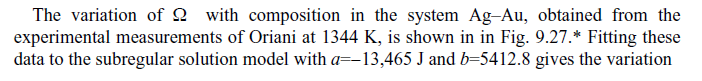 The variation of Ω with composition in the system Ag–Au, obtained from the
experimental measurements of Oriani at 1344 K, is shown in in Fig. 9.27.* Fitting these
data to the subregular solution model with a=–13,465 J and b=5412.8 gives the variation